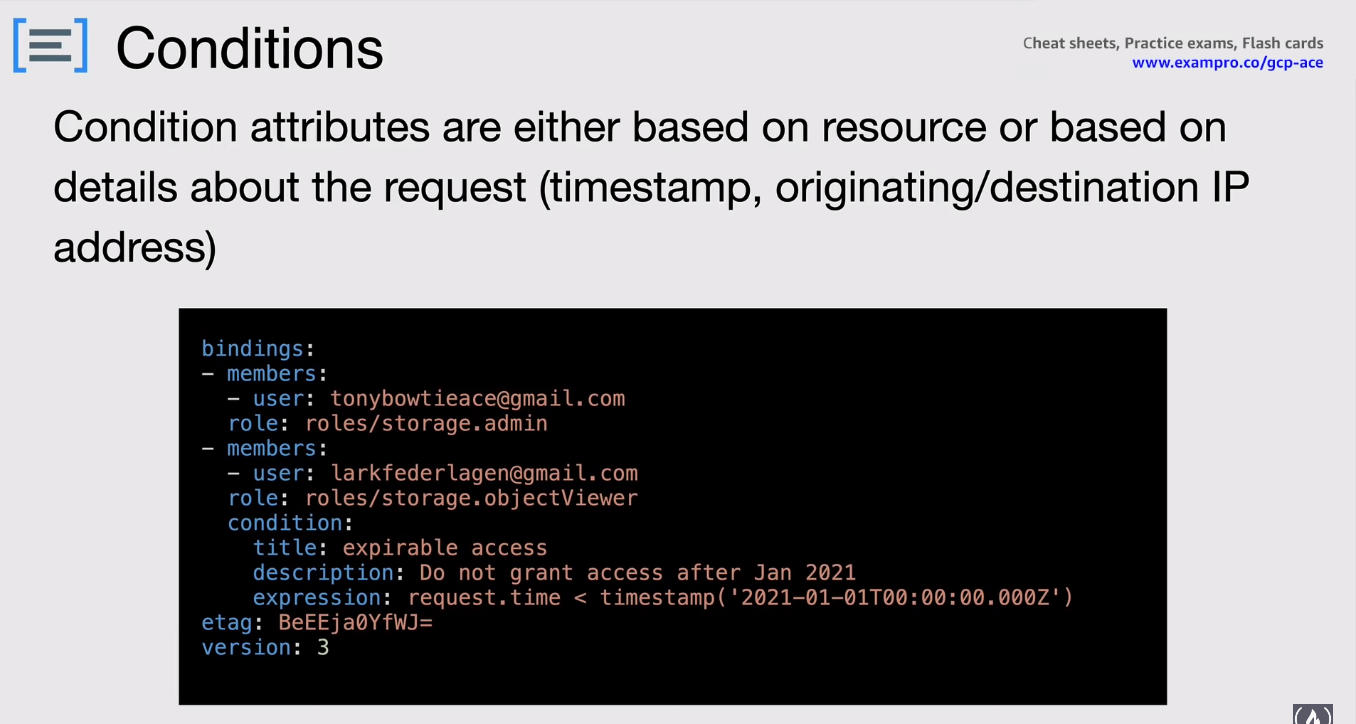 Conditions
Cheat sheets, Practice exams, Flash cards
www.exampro.co/gcp-ace
Condition attributes are either based on resource or based on
details about the request (timestamp, originating/destination IP
address)
bindings:
- members:
  - user: tonybowtieace@gmail.com
  role: roles/storage.admin
- members:
  - user: larkfederlagen@gmail.com
  role: roles/storage.objectViewer
  condition:
    title: expirable access
    description: Do not grant access after Jan 2021
    expression: request.time < timestamp('2021-01-01T00:00:00.000Z')
etag: BeEEja0YfWJ=
version: 3